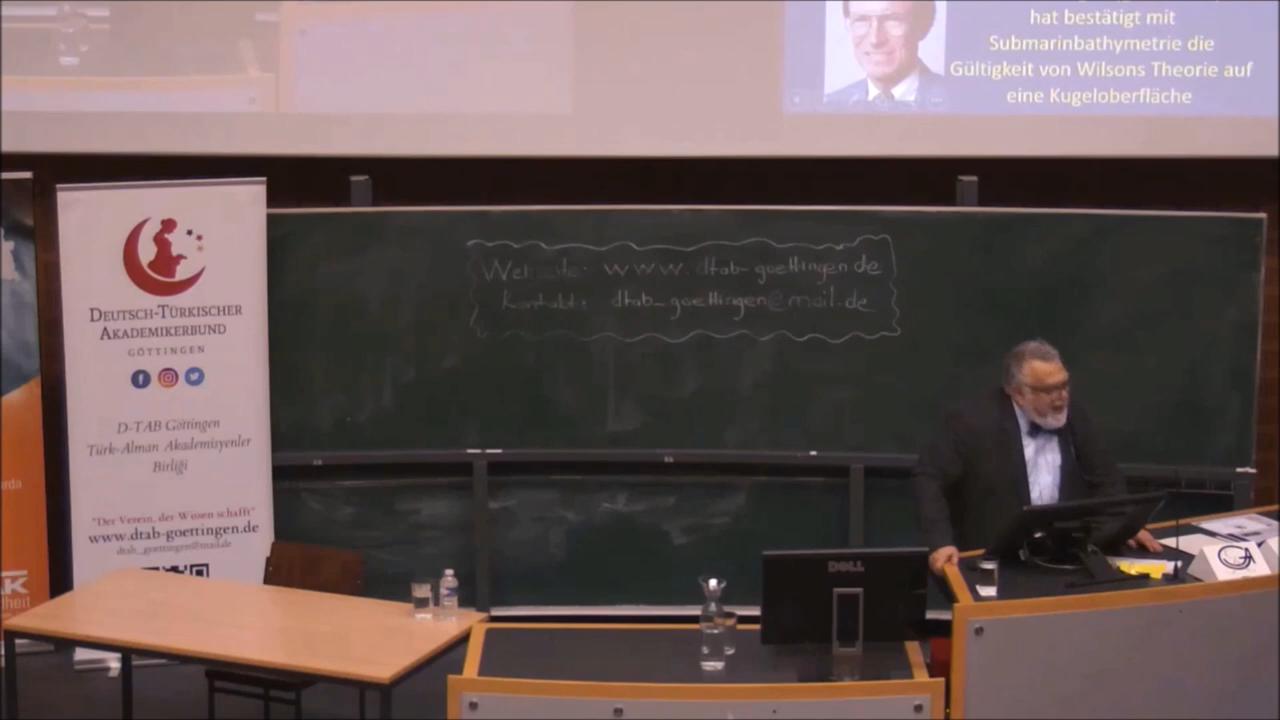 hat bestätigt mit
Submarinbathymetrie die
Gültigkeit von Wilsons Theorie auf
eine Kugeloberfläche
DEUTSCH-TÜRKISCHER
AKADEMIKERBUND
GÖTTINGEN
D-TAB Göttingen
Türk-Alman Akademisyenler
Birliği
"Der Verein, der Wissen schafft"
www.dtab-goettingen.de
dtab_goettingen@mail.de
Website: www.dtab-goettingen.de
Kontakt: dtab_goettingen@mail.de
DELL